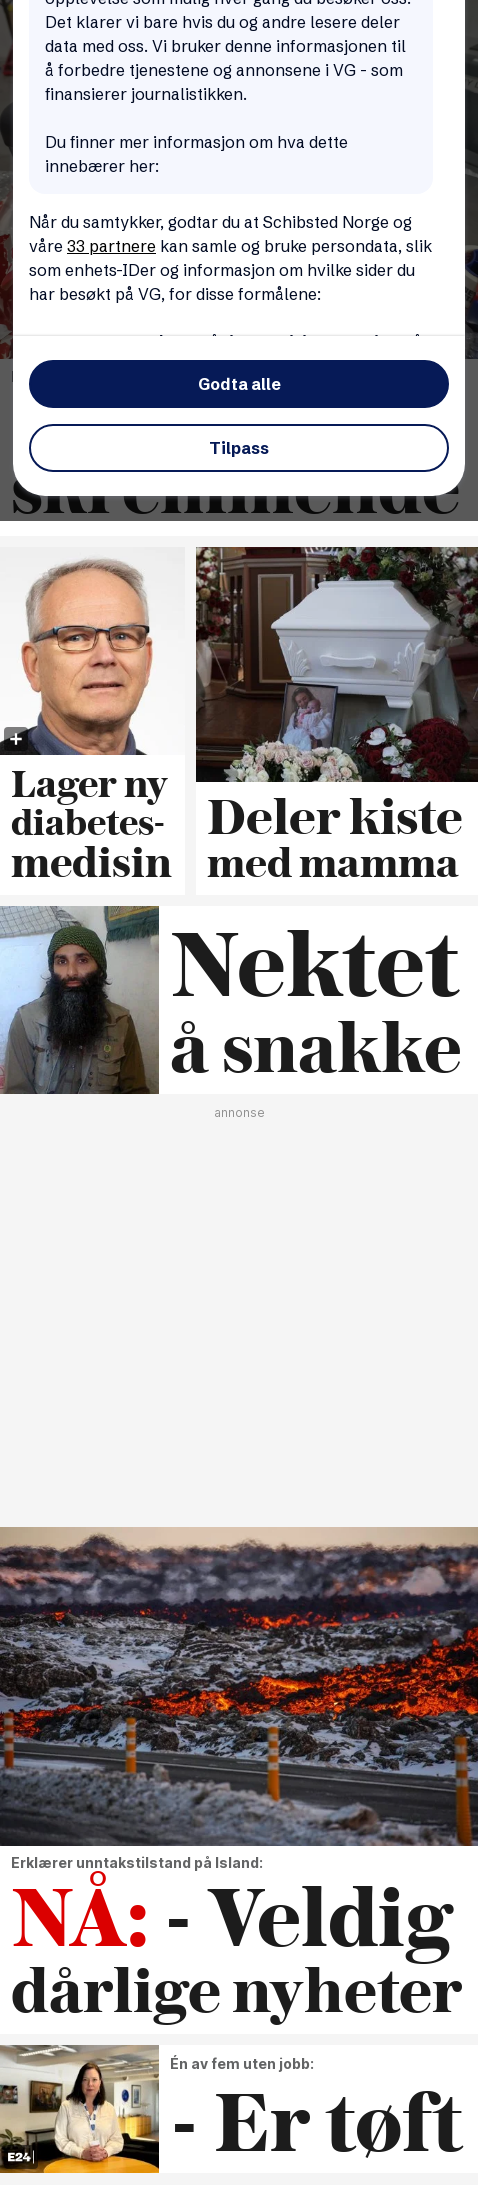 Det klarer vi bare hvis du og andre lesere deler
data med oss. Vi bruker denne informasjonen til
å forbedre tjenestene og annonsene i VG - som
finansierer journalistikken.
Du finner mer informasjon om hva dette
innebærer her:
Når du samtykker, godtar du at Schibsted Norge og
våre 33 partnere kan samle og bruke persondata, slik
som enhets-IDer og informasjon om hvilke sider du
har besøkt på VG, for disse formålene:
Godta alle
Tilpass
Lager ny
diabetes-
medisin
Deler kiste
med mamma
Nektet
å snakke
annonse
Erklærer unntakstilstand på Island:
NÅ: - Veldig
dårlige nyheter
Én av fem uten jobb:
- Er tøft
E24